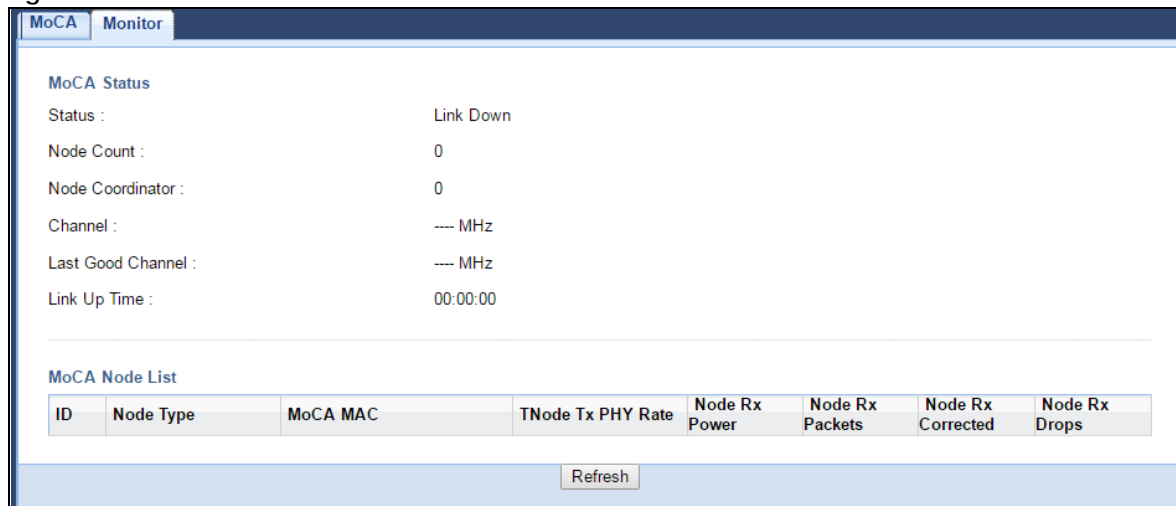 MoCA Monitor
MoCA Status
Status : Link Down
Node Count : 0
Node Coordinator : 0
Channel : ---- MHz
Last Good Channel : ---- MHz
Link Up Time : 00:00:00
MoCA Node List
ID Node Type MoCA MAC TNode Tx PHY Rate Node Rx Power Node Rx Packets Node Rx Corrected Node Rx Drops
Refresh